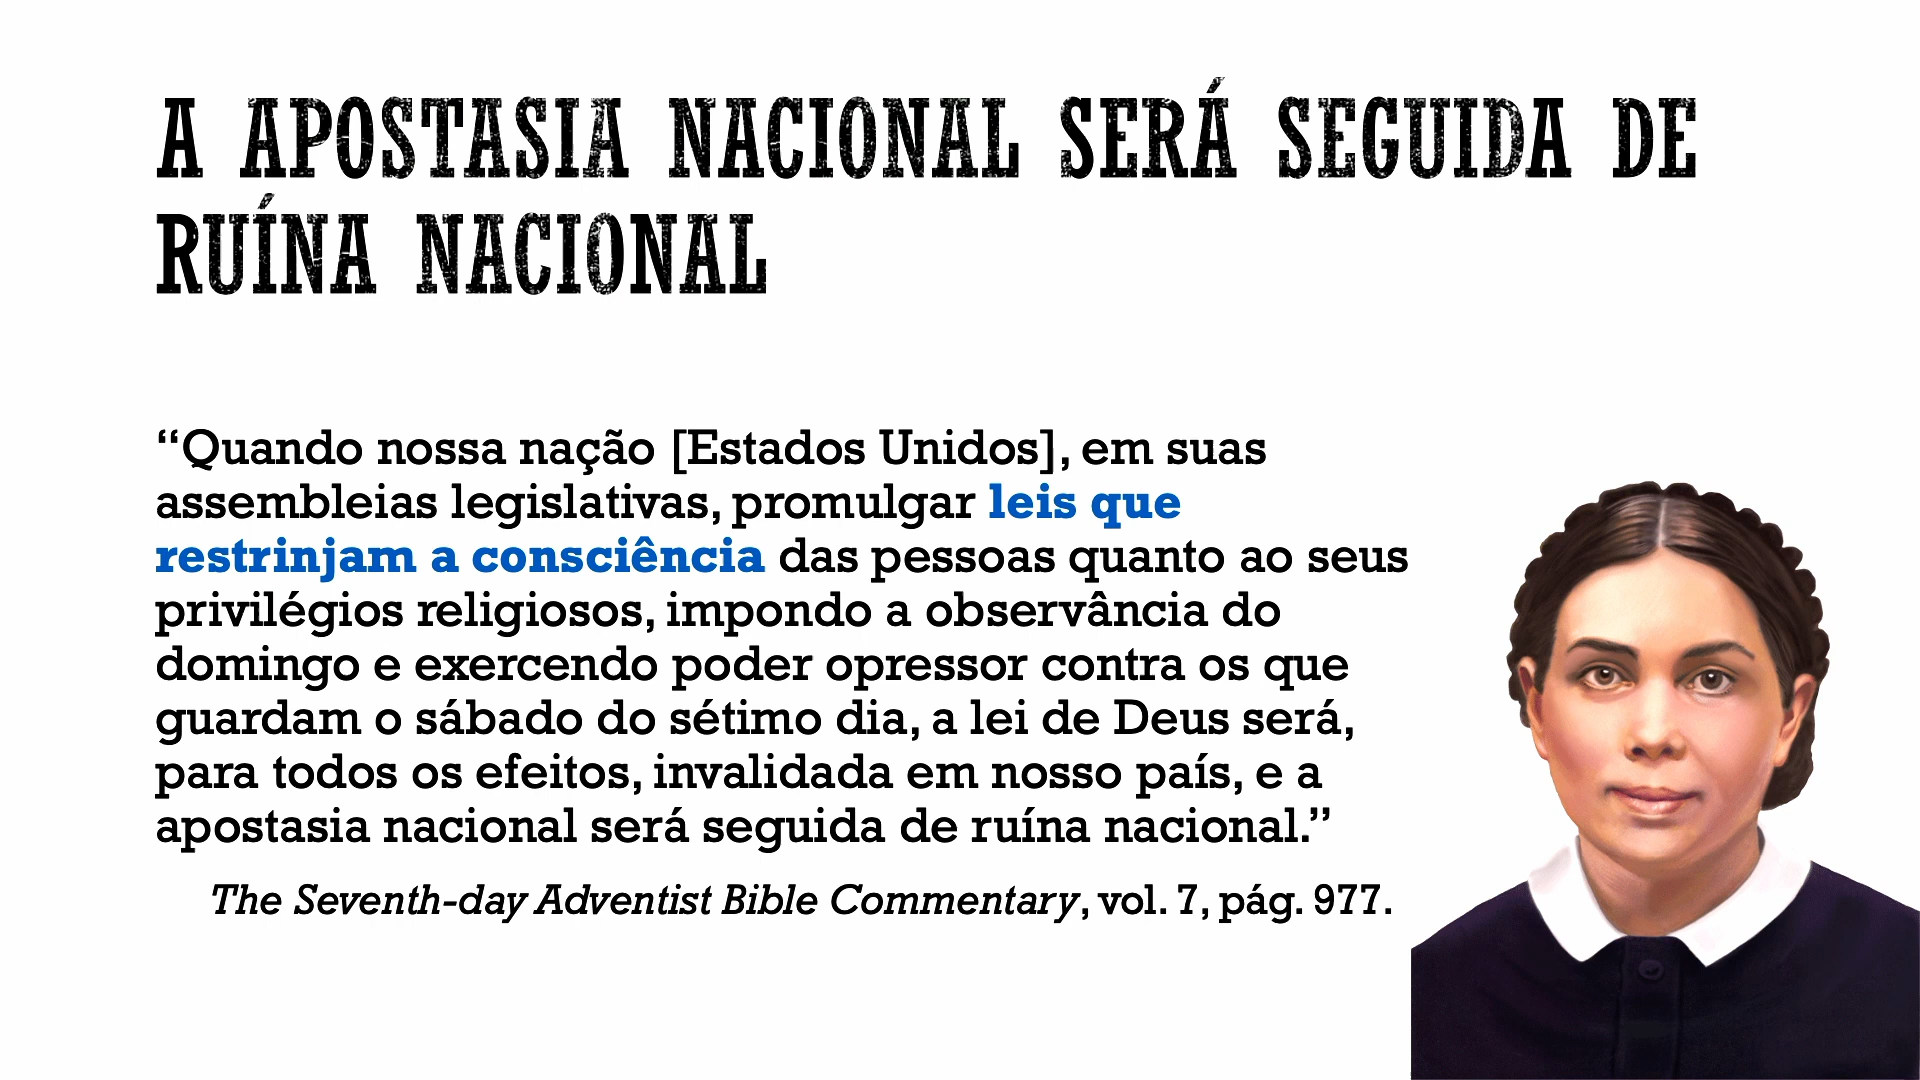 A APOSTASIA NACIONAL SERÁ SEGUIDA DE
RUÍNA NACIONAL
“Quando nossa nação [Estados Unidos], em suas
assembleias legislativas, promulgar leis que
restrinjam a consciência das pessoas quanto ao seus
privilégios religiosos, impondo a observância do
domingo e exercendo poder opressor contra os que
guardam o sábado do sétimo dia, a lei de Deus será,
para todos os efeitos, invalidada em nosso país, e a
apostasia nacional será seguida de ruína nacional.”
The Seventh-day Adventist Bible Commentary, vol. 7, pág. 977.